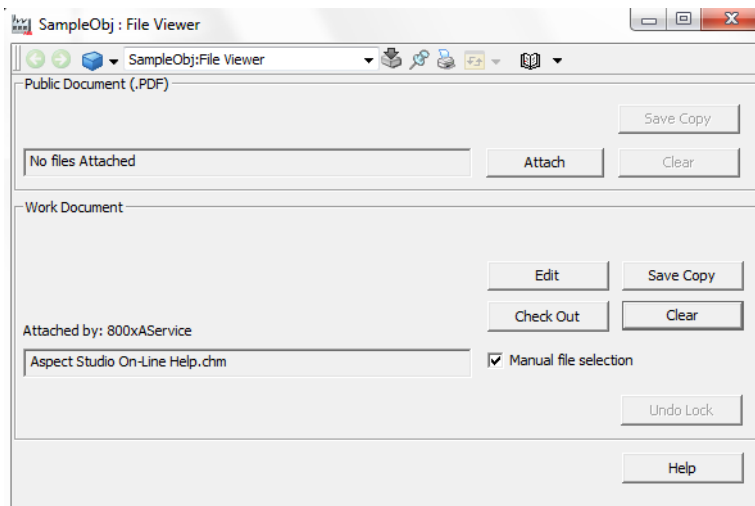 SampleObj : File Viewer
SampleObj:File Viewer
Public Document (.PDF)
Save Copy
No files Attached
Attach
Clear
Work Document
Edit
Save Copy
Check Out
Clear
Attached by: 800xAService
Aspect Studio On-Line Help.chm
Manual file selection
Undo Lock
Help